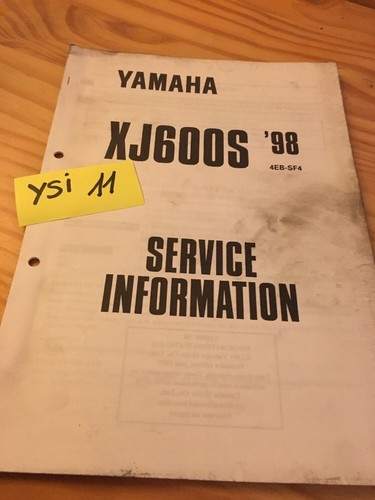 YAMAHA
XJ600S '98
4EB-SF4
ysi 11
SERVICE
INFORMATION